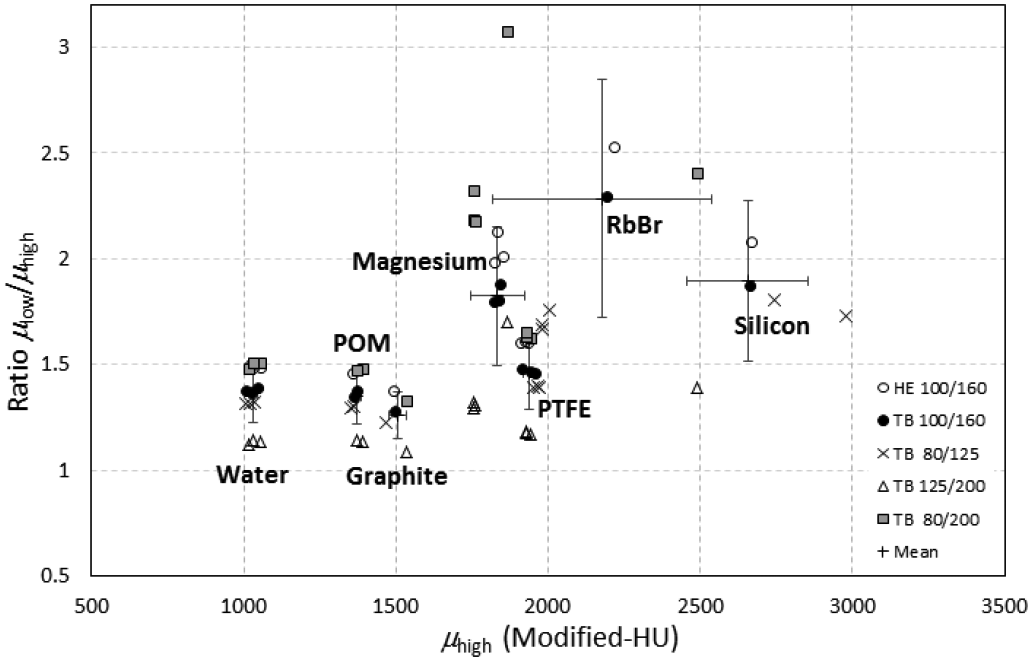 3
2.5
2
1.5
1
0.5
500
1000
1500
2000
2500
3000
3500
Ratio μlow/μhigh
μhigh (Modified-HU)
RbBr
Magnesium
Silicon
POM
PTFE
Water
Graphite
HE 100/160
TB 100/160
TB 80/125
TB 125/200
TB 80/200
Mean